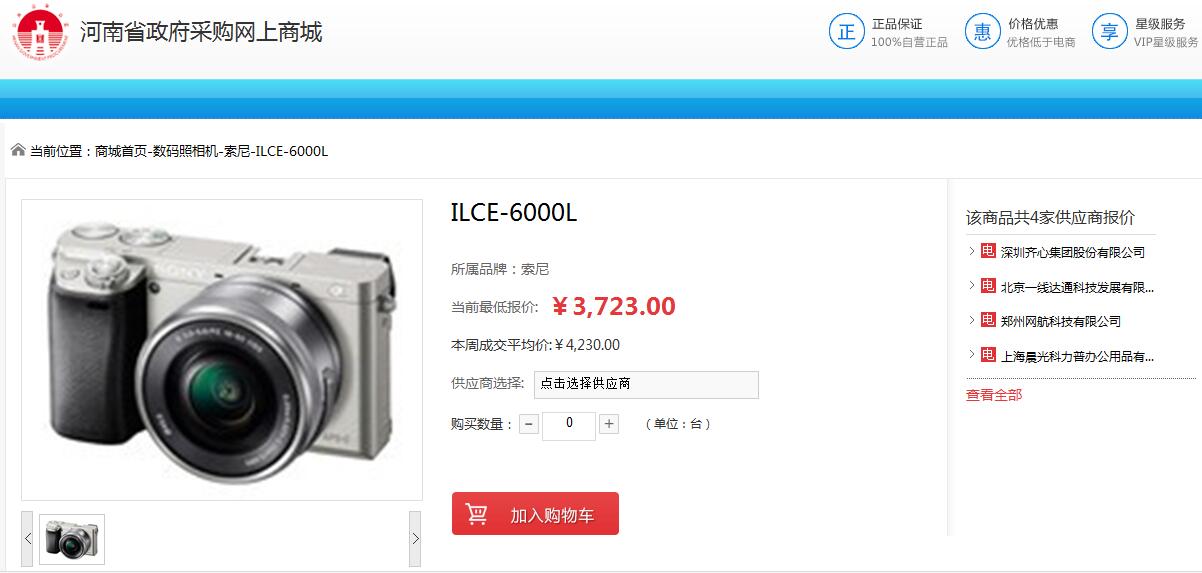 河南省政府采购网上商城
正 正品保证
100%自营正品
惠 价格优惠
优格低于电商
享 星级服务
VIP星级服务
当前位置：商城首页-数码照相机-索尼-ILCE-6000L
SONY
α
ILCE-6000L
所属品牌：索尼
当前最低报价: ¥3,723.00
本周成交平均价:¥4,230.00
供应商选择: 点击选择供应商
购买数量： − 0 + （单位：台）
加入购物车
该商品共4家供应商报价
电 深圳齐心集团股份有限公司
电 北京一线达通科技发展有限...
电 郑州网航科技有限公司
电 上海晨光科力普办公用品有...
查看全部